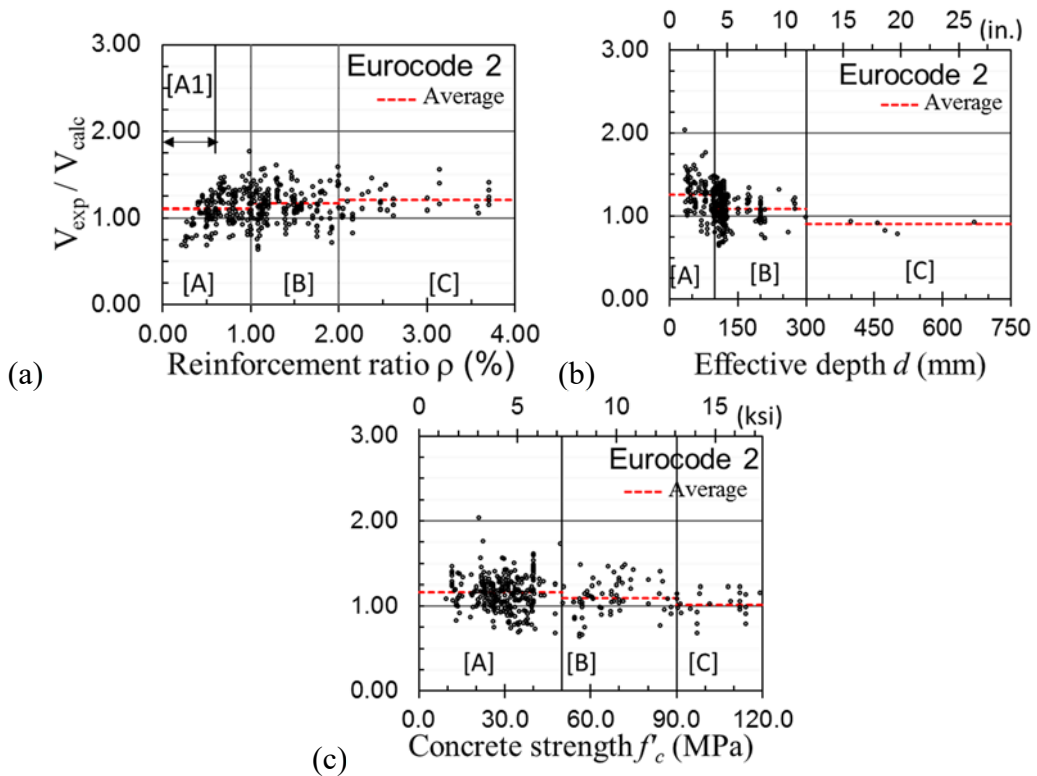 3.00
[A1]
Eurocode 2
Average
2.00
V_exp / V_calc
1.00
[A] [B] [C]
0.00
0.00 1.00 2.00 3.00 4.00
(a) Reinforcement ratio ρ (%)
0 5 10 15 20 25 (in.)
3.00
Eurocode 2
Average
2.00
1.00
[A] [B] [C]
0.00
0 150 300 450 600 750
(b) Effective depth d (mm)
0 5 10 15 (ksi)
3.00
Eurocode 2
Average
2.00
1.00
[A] [B] [C]
0.00
0.0 30.0 60.0 90.0 120.0
(c) Concrete strength f'c (MPa)